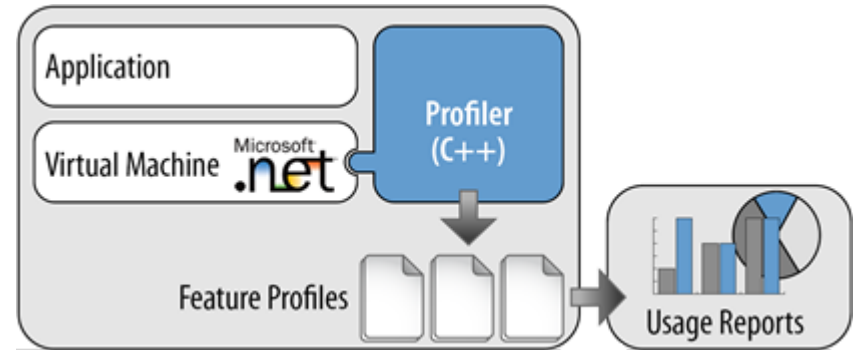 Application
Profiler
(C++)
Virtual Machine
Microsoft
.net
Feature Profiles
Usage Reports